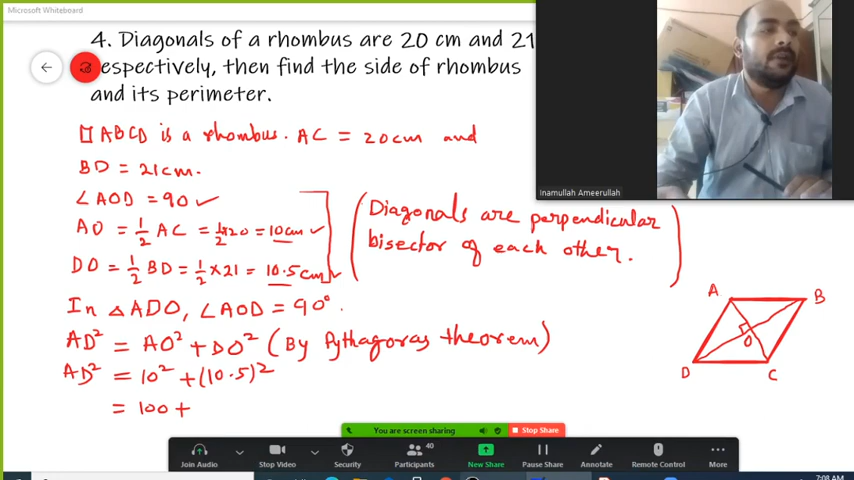 Microsoft Whiteboard
4. Diagonals of a rhombus are 20 cm and 21
espectively, then find the side of rhombus
and its perimeter.
□ABCD is a rhombus. AC = 20cm and
BD = 21cm.
∠AOD = 90 ✓
AO = 1/2 AC = 1/2 × 20 = 10cm ✓
DO = 1/2 BD = 1/2 × 21 = 10.5cm ✓
(Diagonals are perpendicular
bisector of each other.)
In △ADO, ∠AOD = 90°.
AD² = AO² + DO² (By Pythagoras theorem)
AD² = 10² + (10.5)²
= 100 +
A
B
O
D
C
Inamullah Ameerullah
You are screen sharing
Stop Share
40
Join Audio
Stop Video
Security
Participants
New Share
Pause Share
Annotate
Remote Control
More
7:08 AM